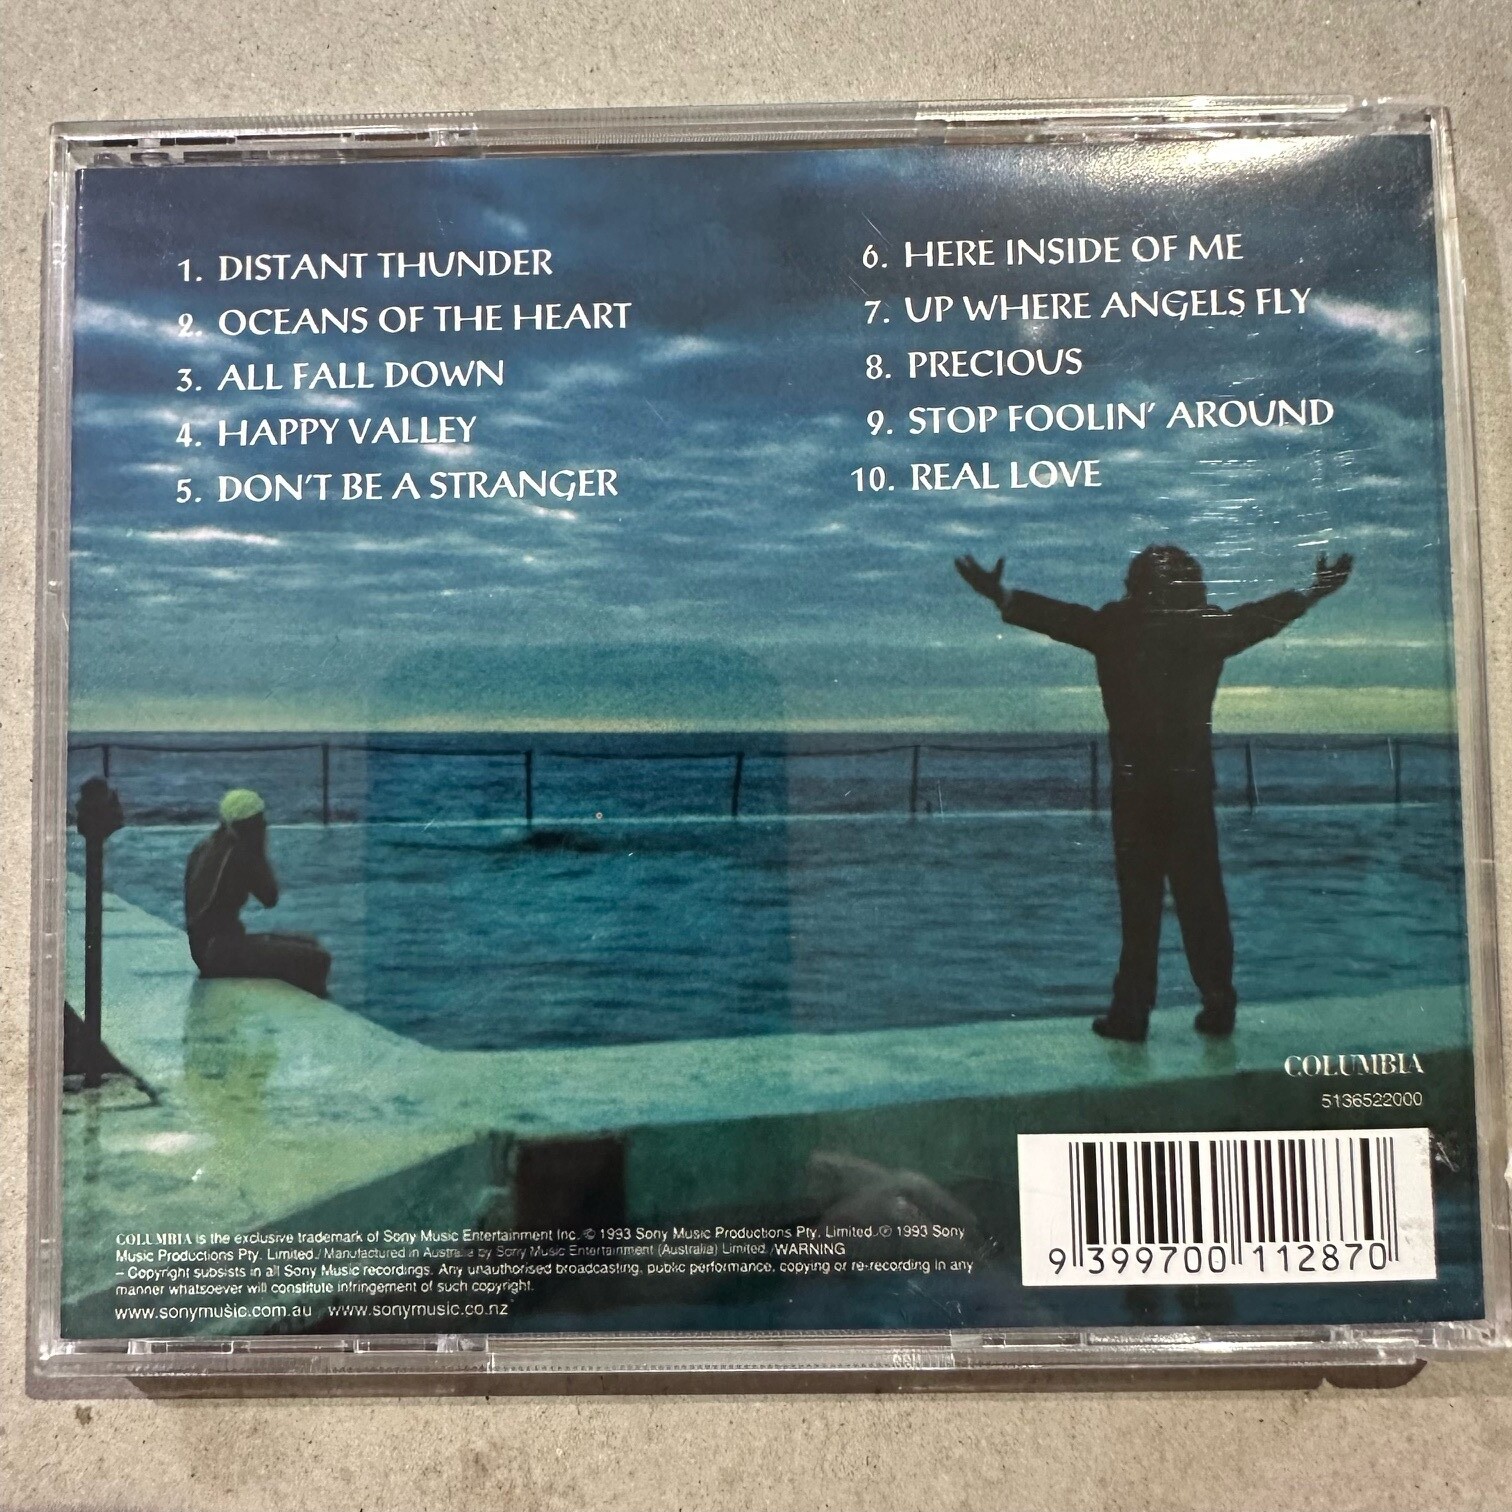 1. DISTANT THUNDER
2. OCEANS OF THE HEART
3. ALL FALL DOWN
4. HAPPY VALLEY
5. DON'T BE A STRANGER
6. HERE INSIDE OF ME
7. UP WHERE ANGELS FLY
8. PRECIOUS
9. STOP FOOLIN' AROUND
10. REAL LOVE
COLUMBIA
5136522000
9 399700 112870
COLUMBIA is the exclusive trademark of Sony Music Entertainment Inc. © 1993 Sony Music Productions Pty. Limited. ℗ 1993 Sony
Music Productions Pty. Limited./ Manufactured in Australia by Sony Music Entertainment (Australia) Limited /WARNING
– Copyright subsists in all Sony Music recordings. Any unauthorised broadcasting, public performance, copying or re-recording in any
manner whatsoever will constitute infringement of such copyright.
www.sonymusic.com.au www.sonymusic.co.nz